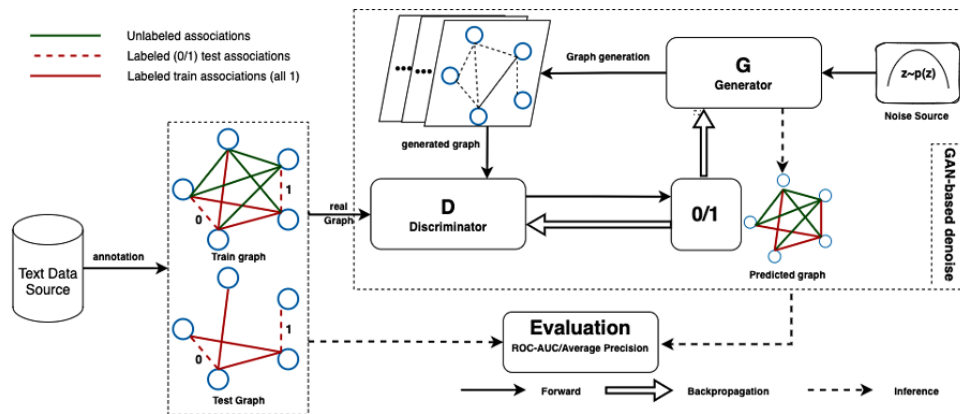 Unlabeled associations
Labeled (0/1) test associations
Labeled train associations (all 1)
Graph generation
G
Generator
z~p(z)
Noise Source
generated graph
GAN-based denoise
D
Discriminator
0/1
real
Graph
Predicted graph
1
0
Train graph
Text Data
Source
annotation
1
0
Test Graph
Evaluation
ROC-AUC/Average Precision
Forward
Backpropagation
Inference